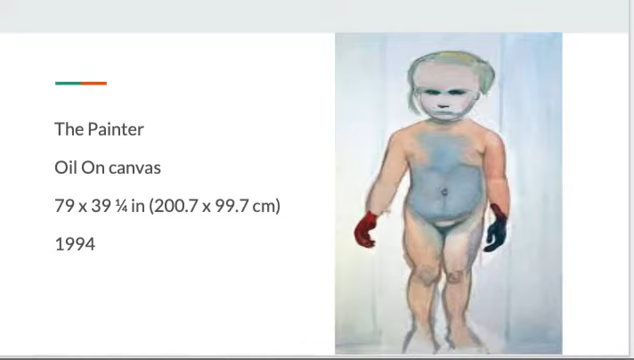 The Painter
Oil On canvas
79 x 39 ¼ in (200.7 x 99.7 cm)
1994